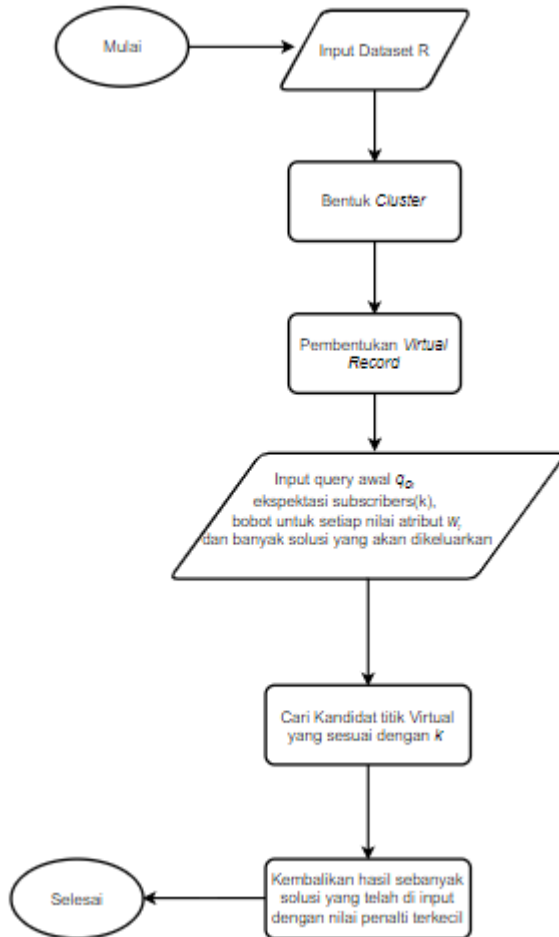 Mulai
Input Dataset R
Bentuk Cluster
Pembentukan Virtual
Record
Input query awal q₀,
ekspektasi subscribers(k),
bobot untuk setiap nilai atribut w,
dan banyak solusi yang akan dikeluarkan
Cari Kandidat titik Virtual
yang sesuai dengan k
Kembalikan hasil sebanyak
solusi yang telah di input
dengan nilai penalti terkecil
Selesai